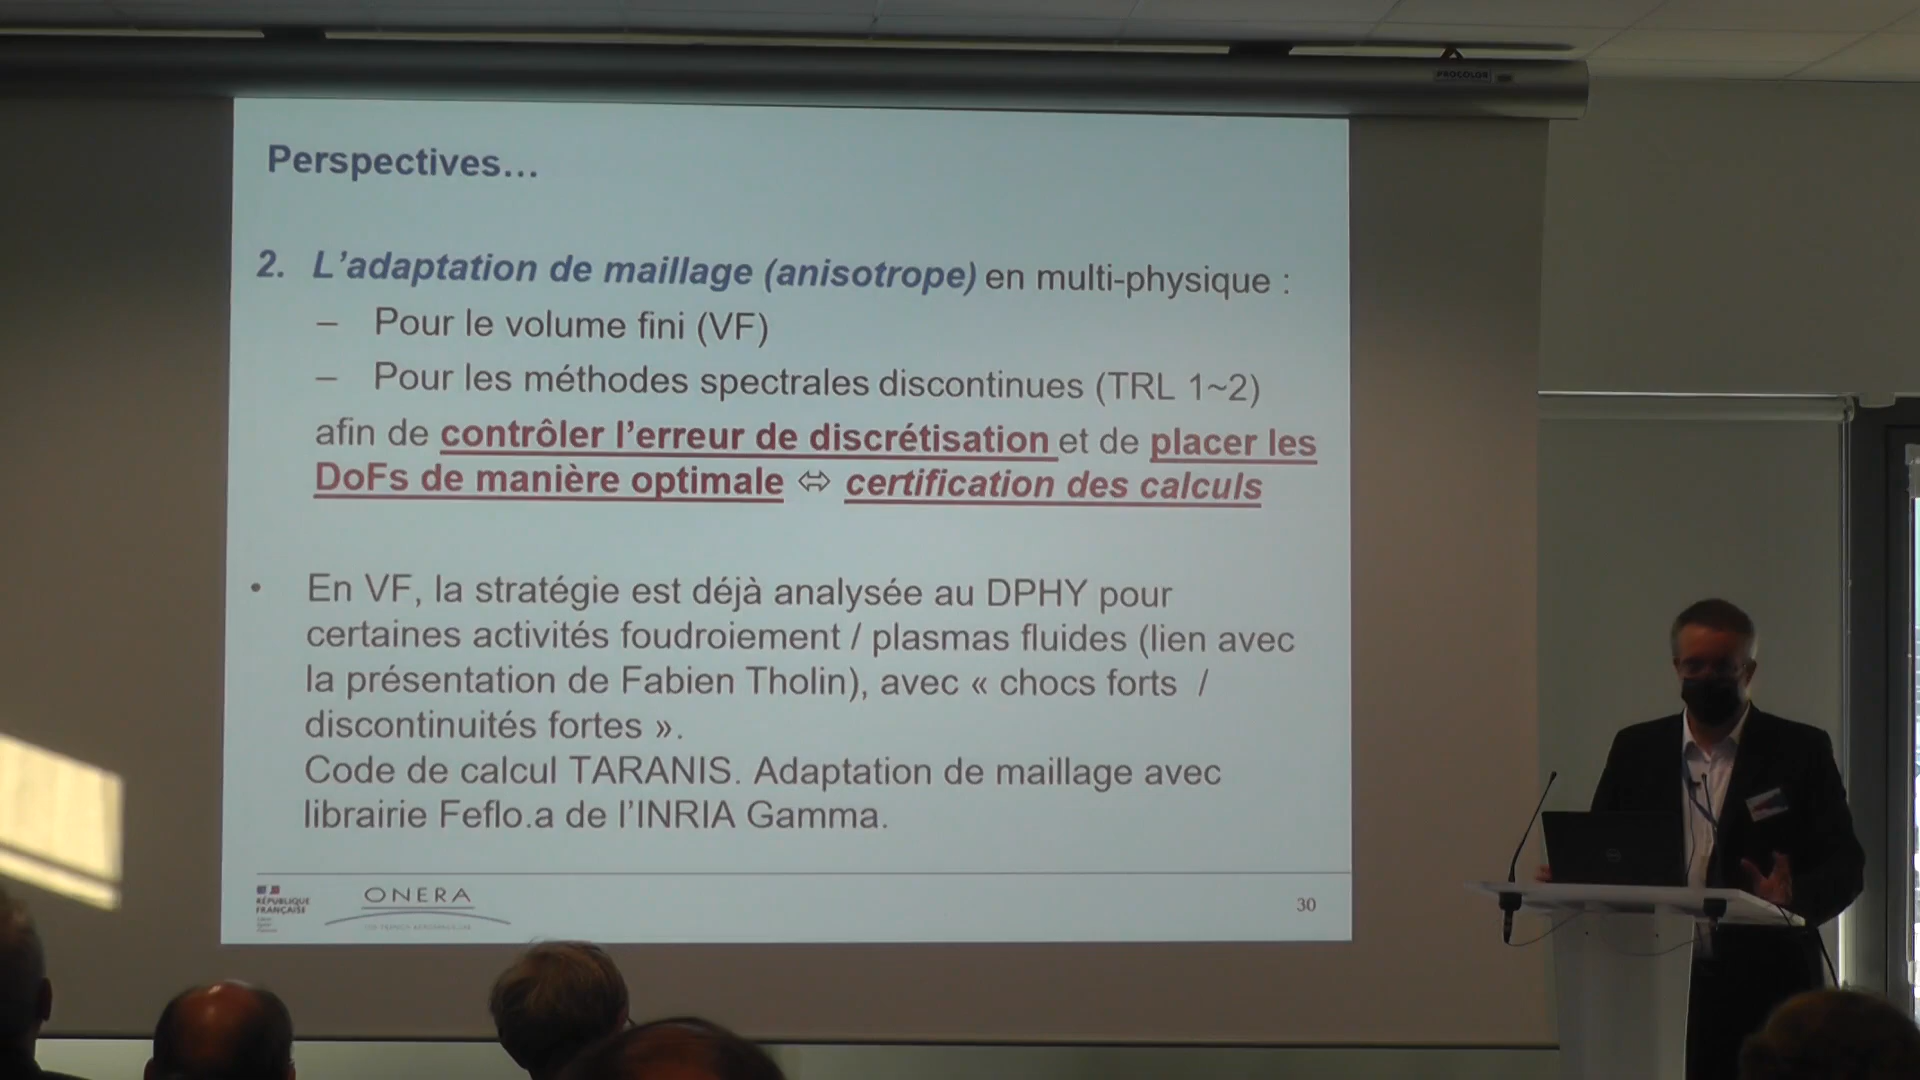 PROCOLOR
Perspectives…
2. L’adaptation de maillage (anisotrope) en multi-physique :
– Pour le volume fini (VF)
– Pour les méthodes spectrales discontinues (TRL 1~2)
afin de contrôler l’erreur de discrétisation et de placer les
DoFs de manière optimale ⇔ certification des calculs
• En VF, la stratégie est déjà analysée au DPHY pour
certaines activités foudroiement / plasmas fluides (lien avec
la présentation de Fabien Tholin), avec « chocs forts /
discontinuités fortes ».
Code de calcul TARANIS. Adaptation de maillage avec
librairie Feflo.a de l’INRIA Gamma.
RÉPUBLIQUE
FRANÇAISE
ONERA
30